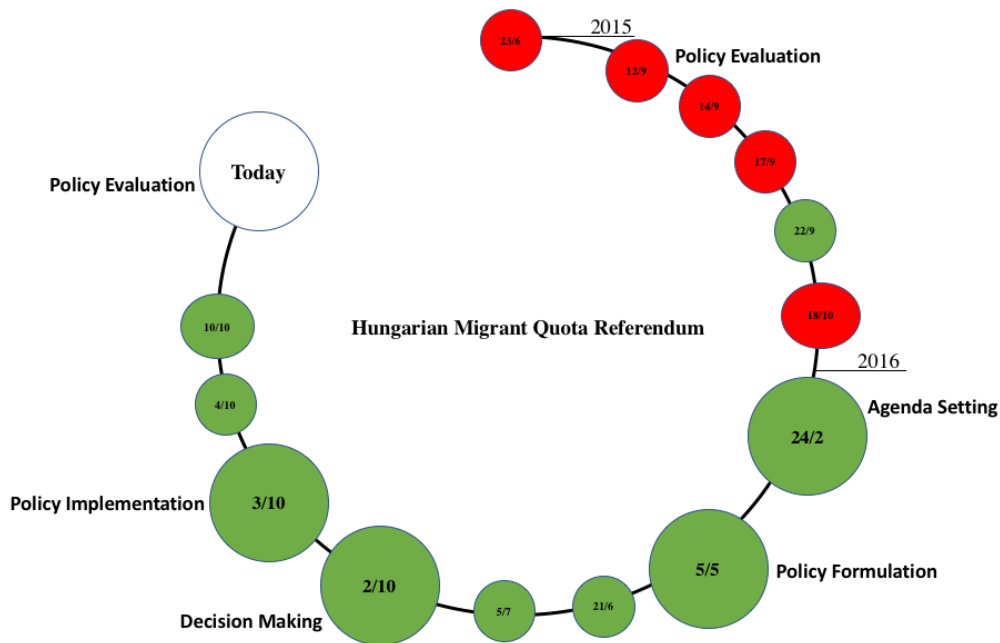 2015
23/6
12/9
Policy Evaluation
14/9
17/9
22/9
18/10
2016
Agenda Setting
24/2
Policy Formulation
5/5
21/6
5/7
Decision Making
2/10
Policy Implementation
3/10
4/10
10/10
Policy Evaluation
Today
Hungarian Migrant Quota Referendum